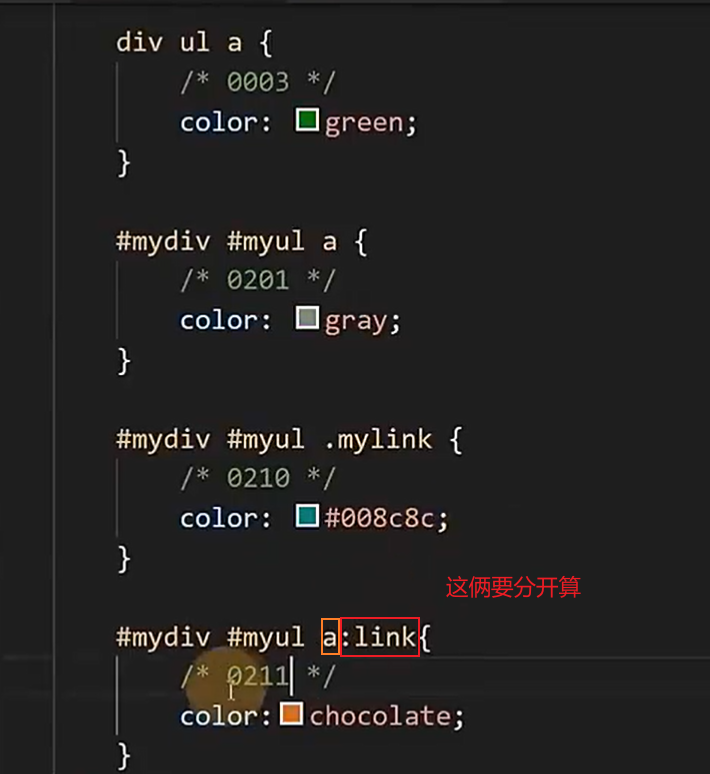 div ul a {
/* 0003 */
color: green;
}
#mydiv #myul a {
/* 0201 */
color: gray;
}
#mydiv #myul .mylink {
/* 0210 */
color: #008c8c;
}
这俩要分开算
#mydiv #myul a:link{
/* 0211 */
color: chocolate;
}